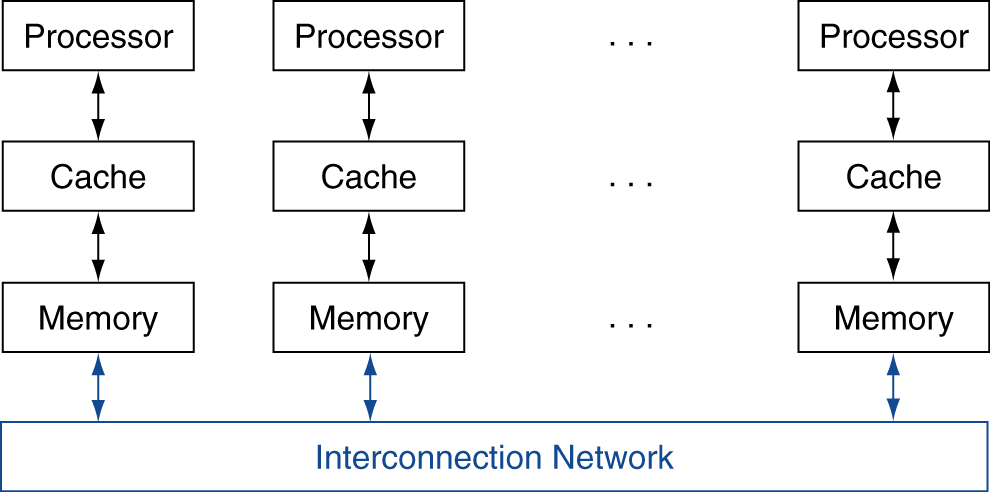 Processor Processor . . . Processor
Cache Cache . . . Cache
Memory Memory . . . Memory
Interconnection Network